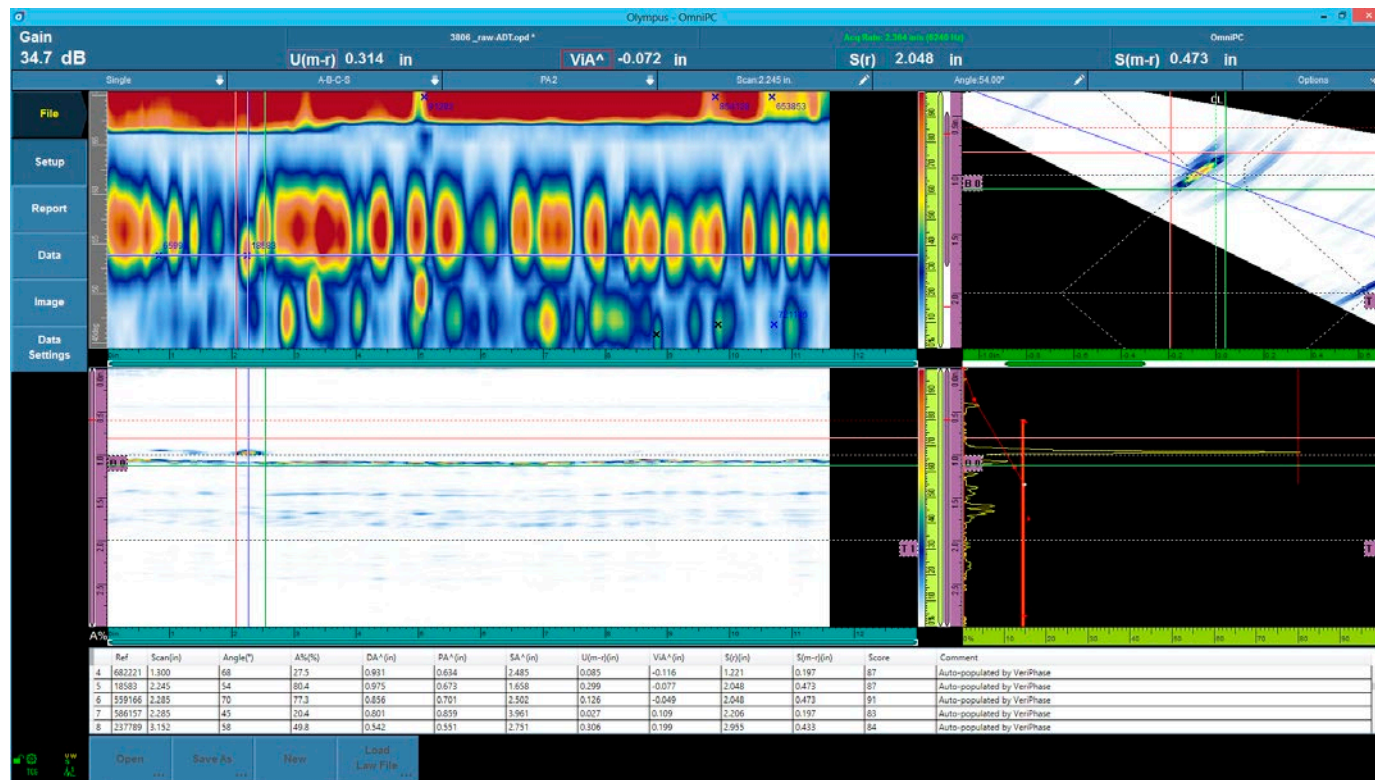 Olympus - OmniPC
Gain
34.7 dB
3806 _raw-ADT.opd *
OmniPC
U(m-r) 0.314 in
ViA^ -0.072 in
S(r) 2.048 in
S(m-r) 0.473 in
Single
A-B-C-S
PA2
Scan:2.245 in.
Angle:54.00°
Options
File
Setup
Report
Data
Image
Data
Settings
18583
653853
CL
B 0
T 1
B 0
B 0
T 1
A%
Ref Scan(in) Angle(°) A%(%) DA^(in) PA^(in) SA^(in) U(m-r)(in) ViA^(in) S(r)(in) S(m-r)(in) Score Comment
4 682221 1.300 68 27.5 0.931 0.634 2.485 0.085 -0.116 1.221 0.197 87 Auto-populated by VeriPhase
5 18583 2.245 54 80.4 0.975 0.673 1.658 0.299 -0.077 2.048 0.473 87 Auto-populated by VeriPhase
6 559166 2.285 70 77.3 0.856 0.701 2.502 0.126 -0.049 2.048 0.473 91 Auto-populated by VeriPhase
7 586157 2.285 45 20.4 0.801 0.859 3.961 0.027 0.109 2.206 0.197 83 Auto-populated by VeriPhase
8 237789 3.152 58 49.8 0.542 0.551 2.751 0.306 0.199 2.955 0.433 84 Auto-populated by VeriPhase
Open
Save As
New
Load
Law File